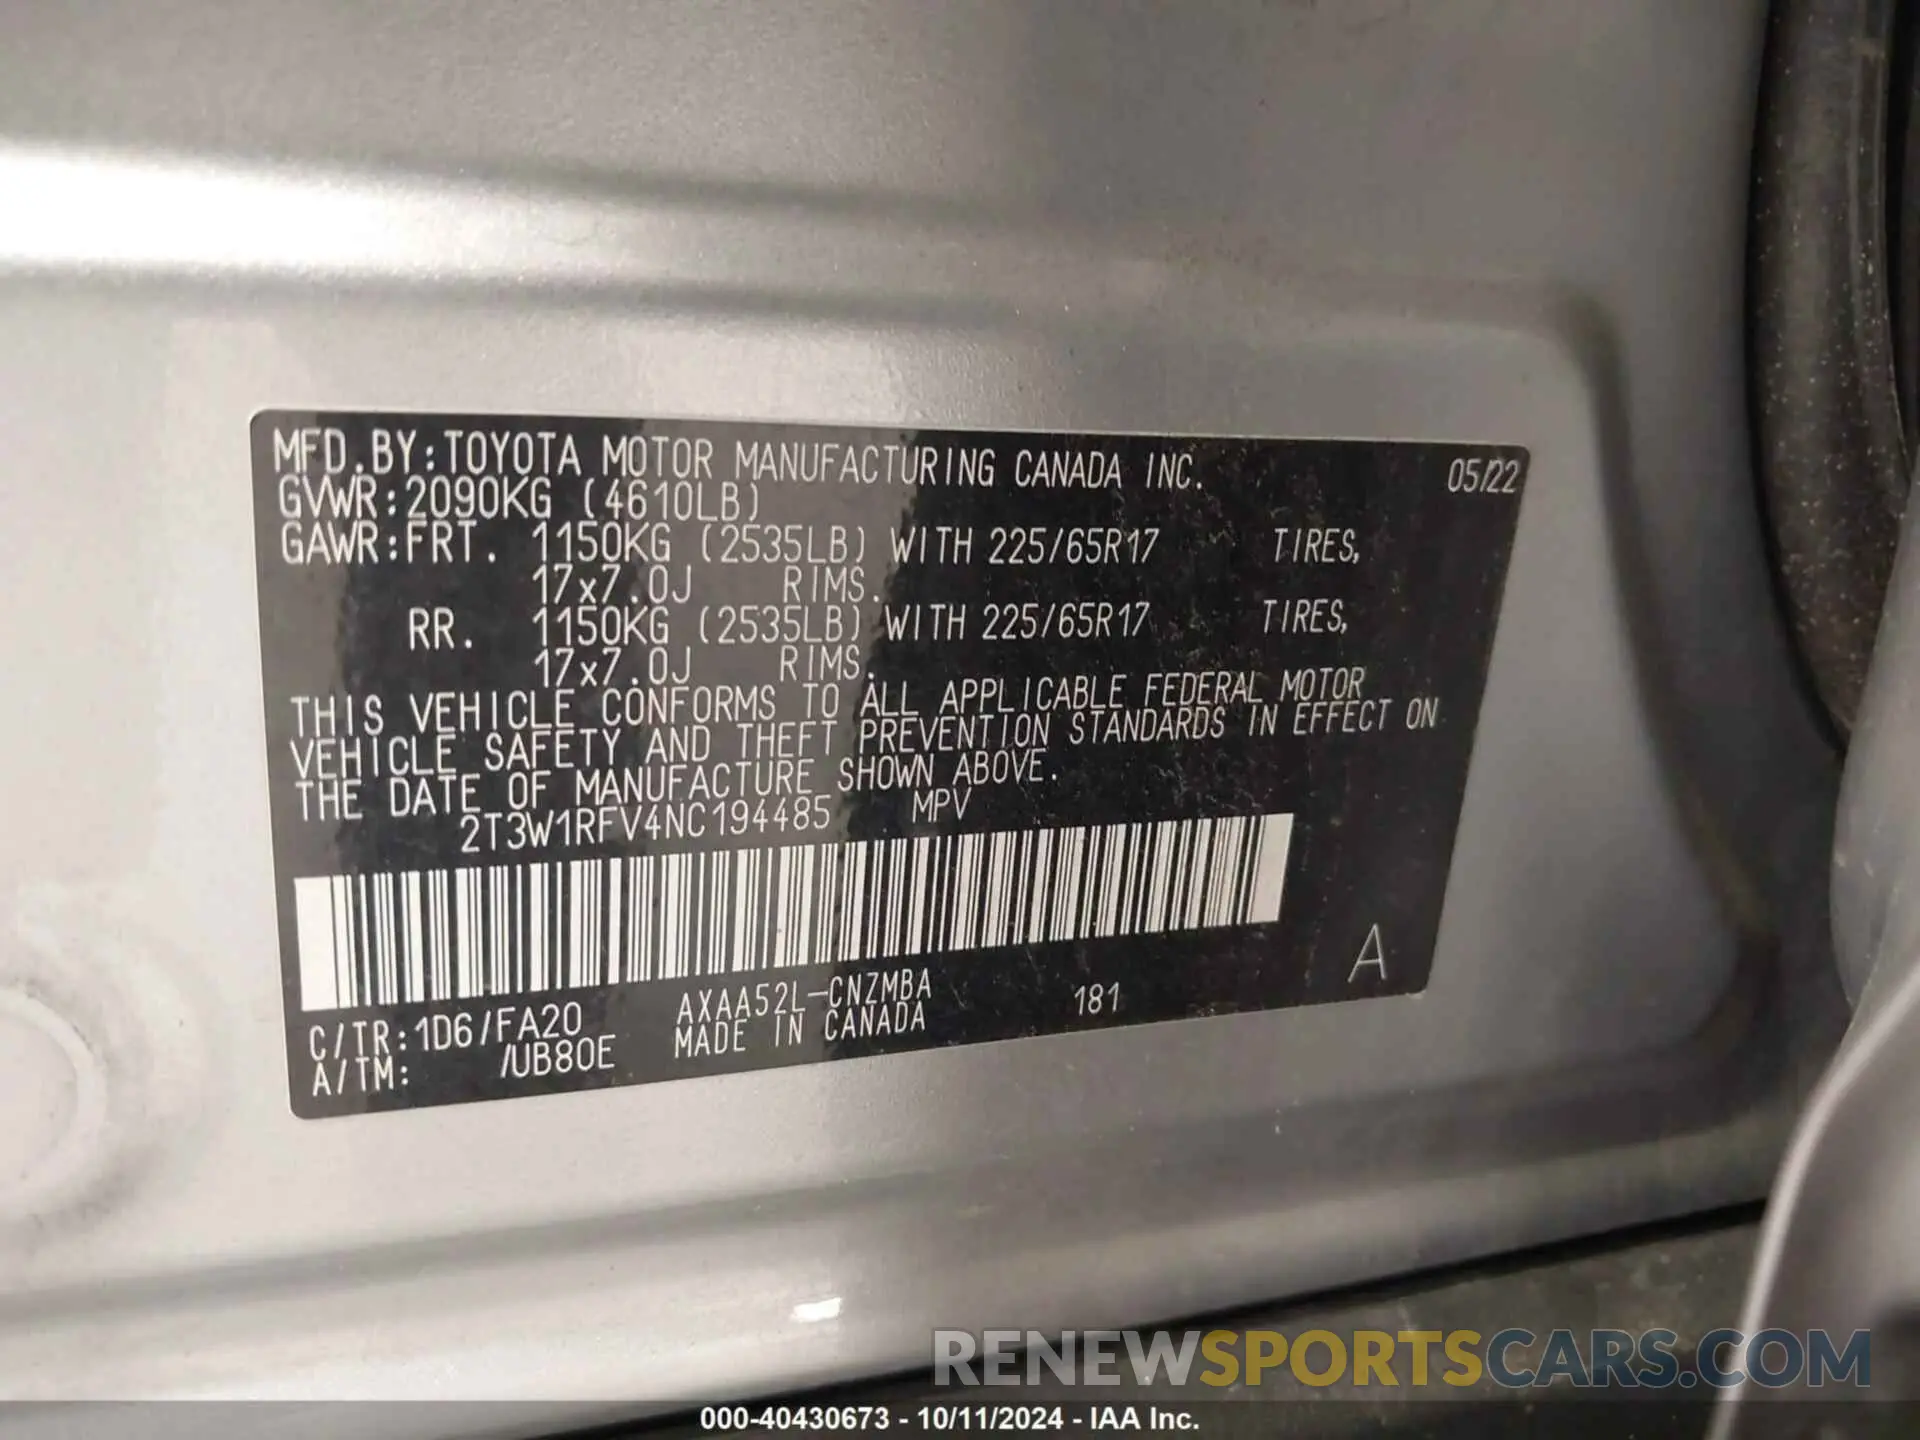 MFD.BY:TOYOTA MOTOR MANUFACTURING CANADA INC. 05/22
GVWR:2090KG (4610LB)
GAWR:FRT. 1150KG (2535LB) WITH 225/65R17 TIRES,
17x7.0J RIMS.
RR. 1150KG (2535LB) WITH 225/65R17 TIRES,
17x7.0J RIMS.
THIS VEHICLE CONFORMS TO ALL APPLICABLE FEDERAL MOTOR
VEHICLE SAFETY AND THEFT PREVENTION STANDARDS IN EFFECT ON
THE DATE OF MANUFACTURE SHOWN ABOVE.
2T3W1RFV4NC194485 MPV
C/TR:1D6/FA20 AXAA52L-CNZMBA 181 A
A/TM: /UB80E MADE IN CANADA
RENEWSPORTSCARS.COM
000-40430673 - 10/11/2024 - IAA Inc.